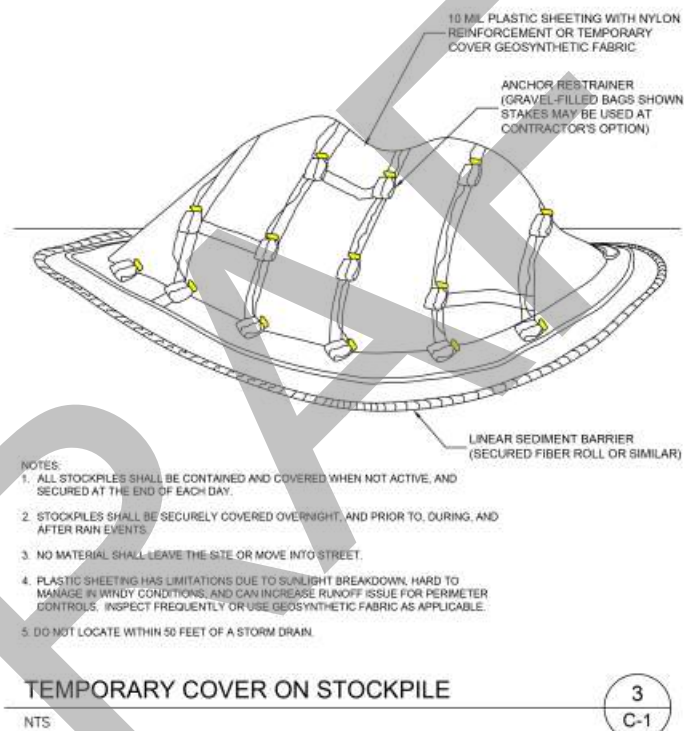 10 MIL PLASTIC SHEETING WITH NYLON
REINFORCEMENT OR TEMPORARY
COVER GEOSYNTHETIC FABRIC
ANCHOR RESTRAINER
(GRAVEL-FILLED BAGS SHOWN
STAKES MAY BE USED AT
CONTRACTOR'S OPTION)
LINEAR SEDIMENT BARRIER
(SECURED FIBER ROLL OR SIMILAR)
NOTES:
1. ALL STOCKPILES SHALL BE CONTAINED AND COVERED WHEN NOT ACTIVE, AND
SECURED AT THE END OF EACH DAY.
2. STOCKPILES SHALL BE SECURELY COVERED OVERNIGHT, AND PRIOR TO, DURING, AND
AFTER RAIN EVENTS.
3. NO MATERIAL SHALL LEAVE THE SITE OR MOVE INTO STREET.
4. PLASTIC SHEETING HAS LIMITATIONS DUE TO SUNLIGHT BREAKDOWN, HARD TO
MANAGE IN WINDY CONDITIONS, AND CAN INCREASE RUNOFF ISSUE FOR PERIMETER
CONTROLS. INSPECT FREQUENTLY OR USE GEOSYNTHETIC FABRIC AS APPLICABLE.
5. DO NOT LOCATE WITHIN 50 FEET OF A STORM DRAIN.
TEMPORARY COVER ON STOCKPILE
NTS
3
C-1